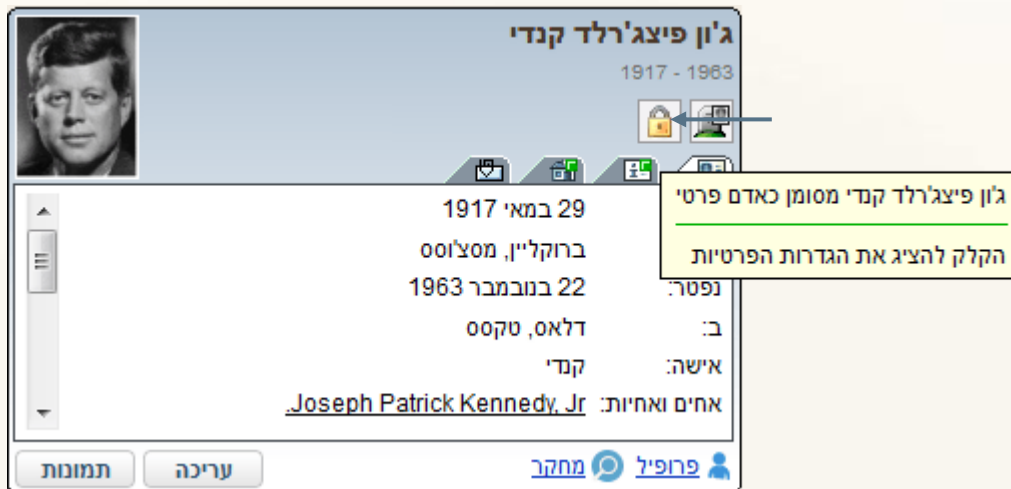 ג'ון פיצג'רלד קנדי
1917 - 1963
ג'ון פיצג'רלד קנדי מסומן כאדם פרטי
הקלק להציג את הגדרות הפרטיות
29 במאי 1917
ברוקליין, מסצ'וסס
נפטר: 22 בנובמבר 1963
ב: דלאס, טקסס
אישה: קנדי
אחים ואחיות: Joseph Patrick Kennedy, Jr.
פרופיל מחקר עריכה תמונות